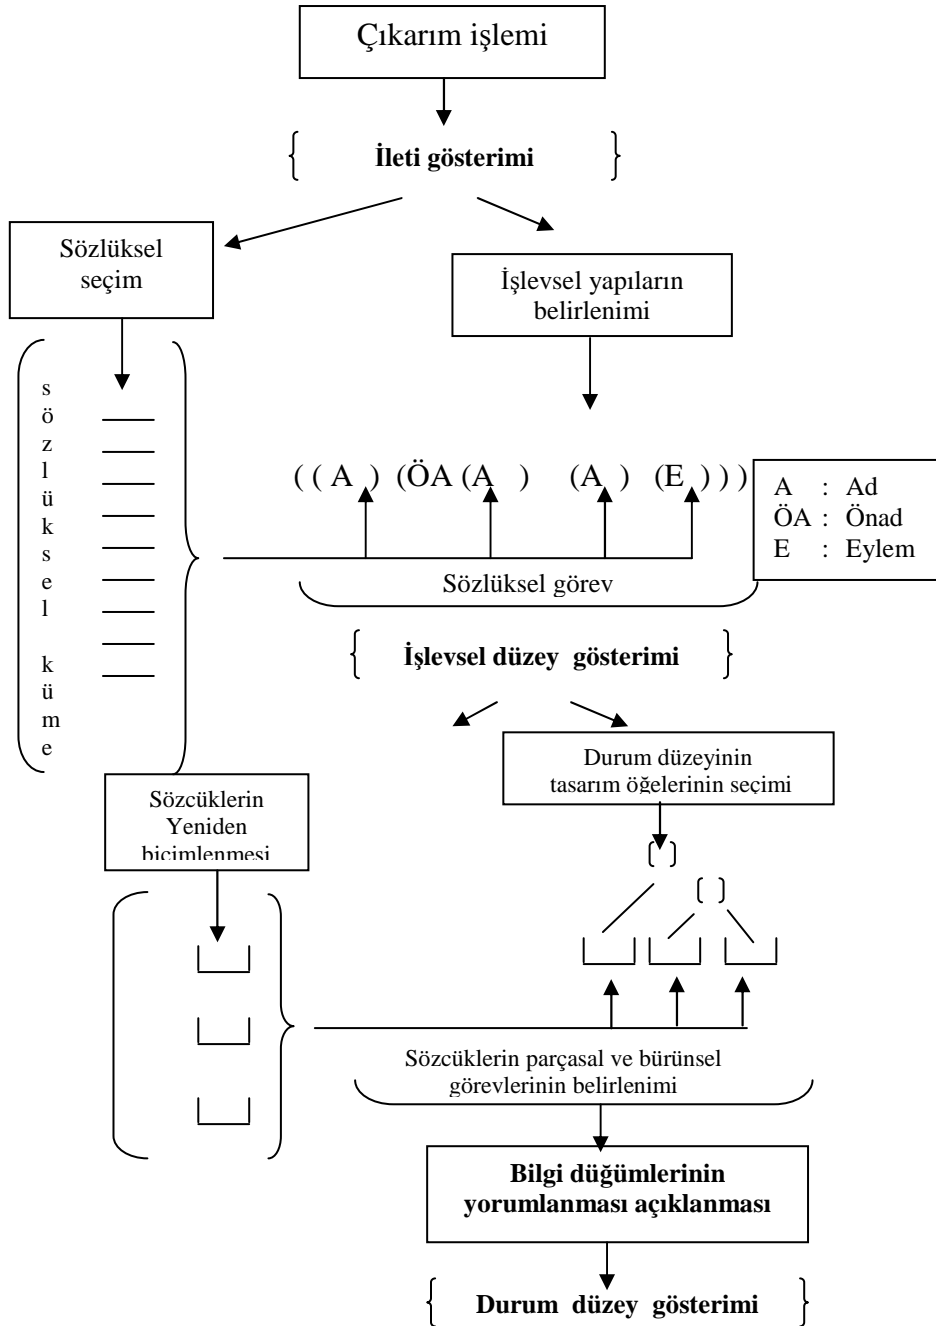 Çıkarım işlemi
İleti gösterimi
Sözlüksel
seçim
İşlevsel yapıların
belirlenimi
sözlüksel küme
( ( A ) (ÖA (A ) (A ) (E ) ) )
A : Ad
ÖA : Önad
E : Eylem
Sözlüksel görev
İşlevsel düzey gösterimi
Durum düzeyinin
tasarım öğelerinin seçimi
Sözcüklerin
Yeniden
biçimlenmesi
Sözcüklerin parçasal ve bürünsel
görevlerinin belirlenimi
Bilgi düğümlerinin
yorumlanması açıklanması
Durum düzey gösterimi